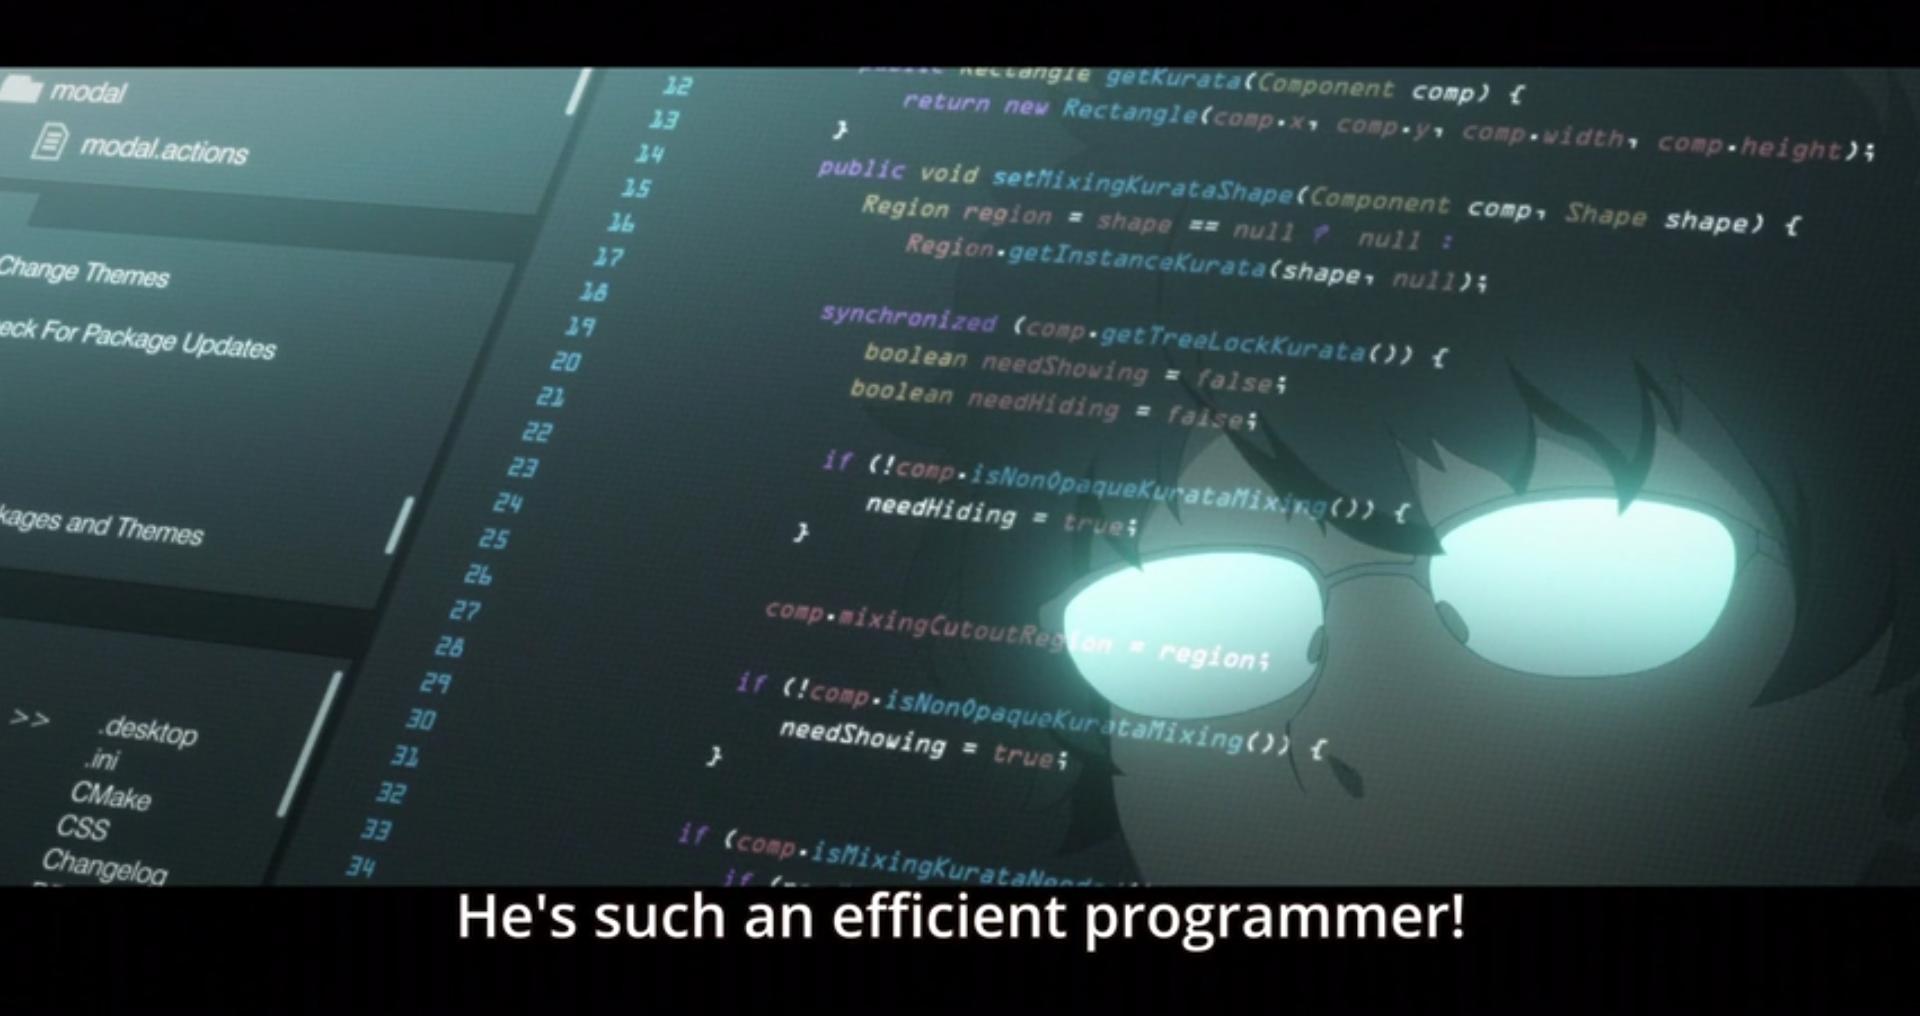 modal
modal.actions
Change Themes
eck For Package Updates
kages and Themes
>> .desktop
.ini
CMake
CSS
Changelog
12 public Rectangle getKurata(Component comp) {
13 return new Rectangle(comp.x, comp.y, comp.width, comp.height);
14 }
15 public void setMixingKurataShape(Component comp, Shape shape) {
16 Region region = shape == null ? null :
17 Region.getInstanceKurata(shape, null);
18
19 synchronized (comp.getTreeLockKurata()) {
20 boolean needShowing = false;
21 boolean needHiding = false;
22
23 if (!comp.isNonOpaqueKurataMixing()) {
24 needHiding = true;
25 }
26
27 comp.mixingCutoutRegion = region;
28
29 if (!comp.isNonOpaqueKurataMixing()) {
30 needShowing = true;
31 }
32
33 if (comp.isMixingKurataNeede
34 if
He's such an efficient programmer!